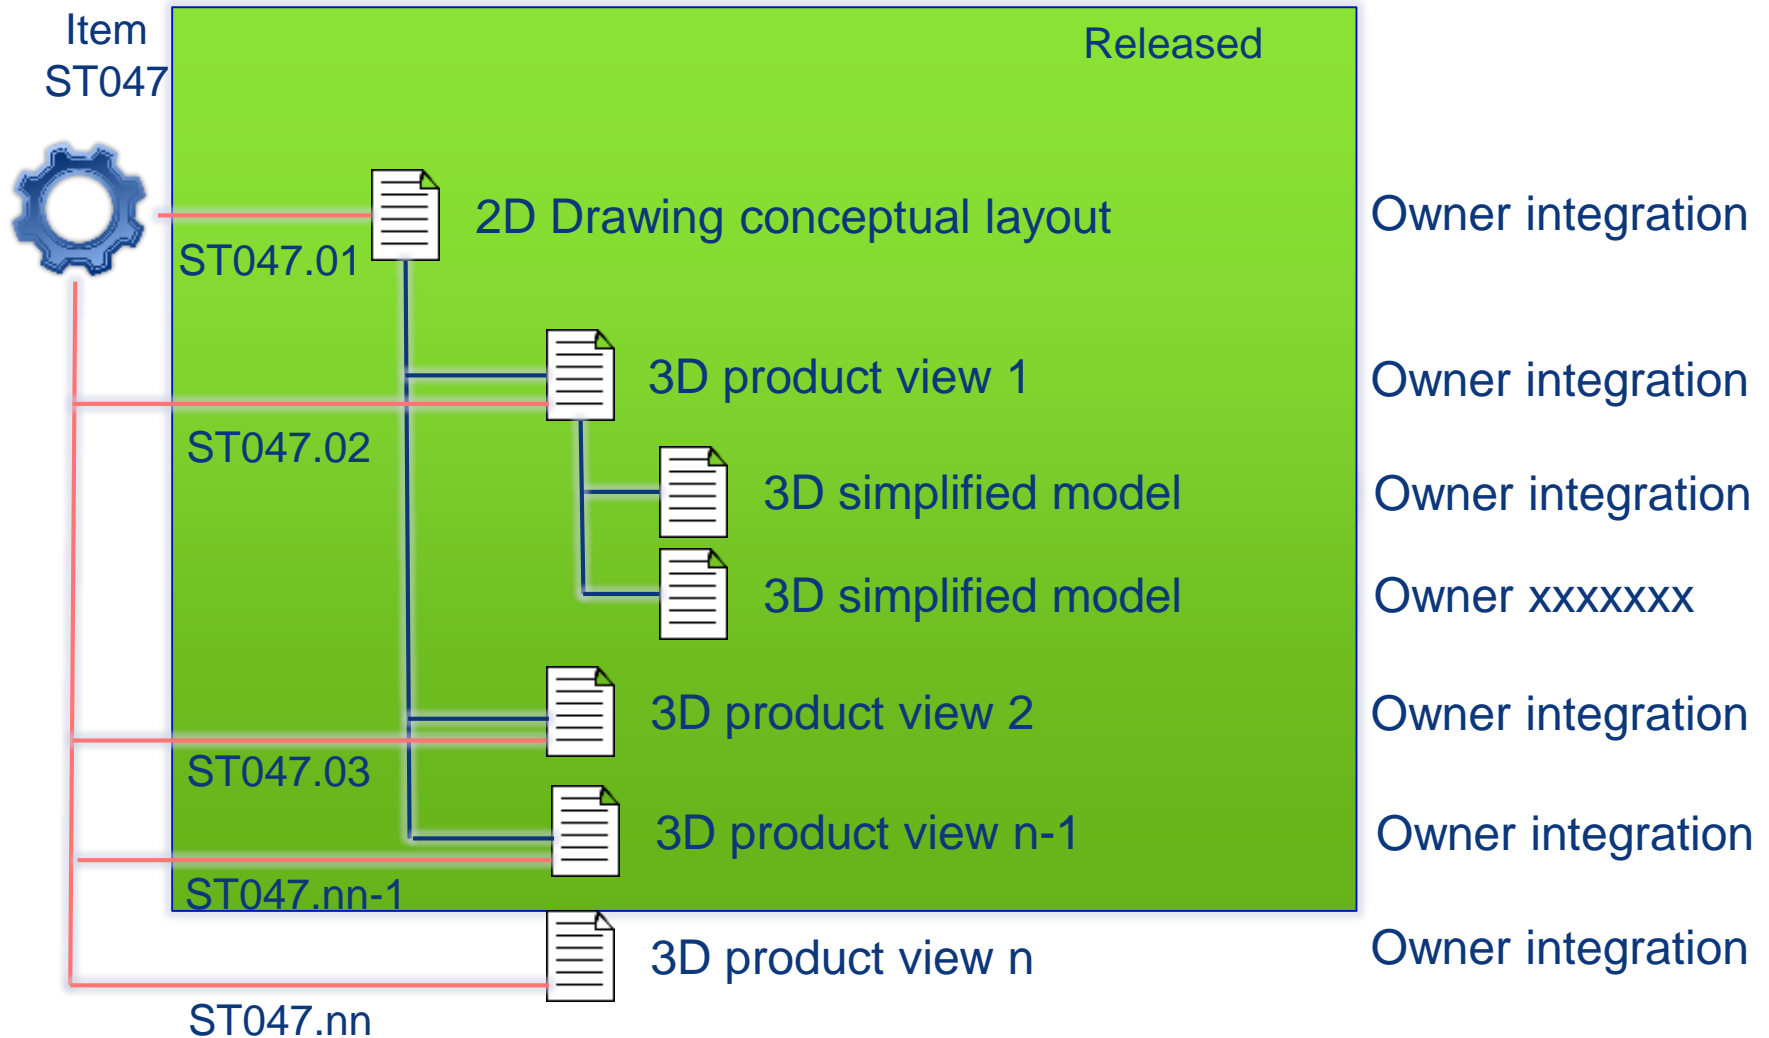 Item
ST047
Released
2D Drawing conceptual layout
Owner integration
ST047.01
3D product view 1
Owner integration
ST047.02
3D simplified model
Owner integration
3D simplified model
Owner xxxxxxx
3D product view 2
Owner integration
ST047.03
3D product view n-1
Owner integration
ST047.nn-1
3D product view n
Owner integration
ST047.nn